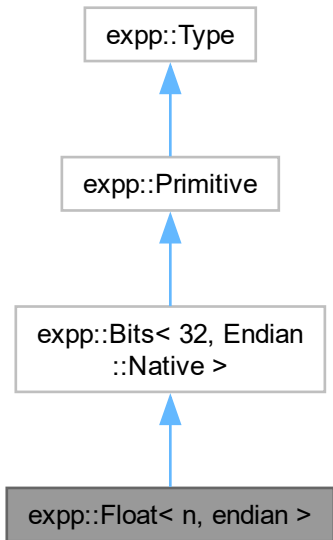 expp::Type
expp::Primitive
expp::Bits< 32, Endian
::Native >
expp::Float< n, endian >